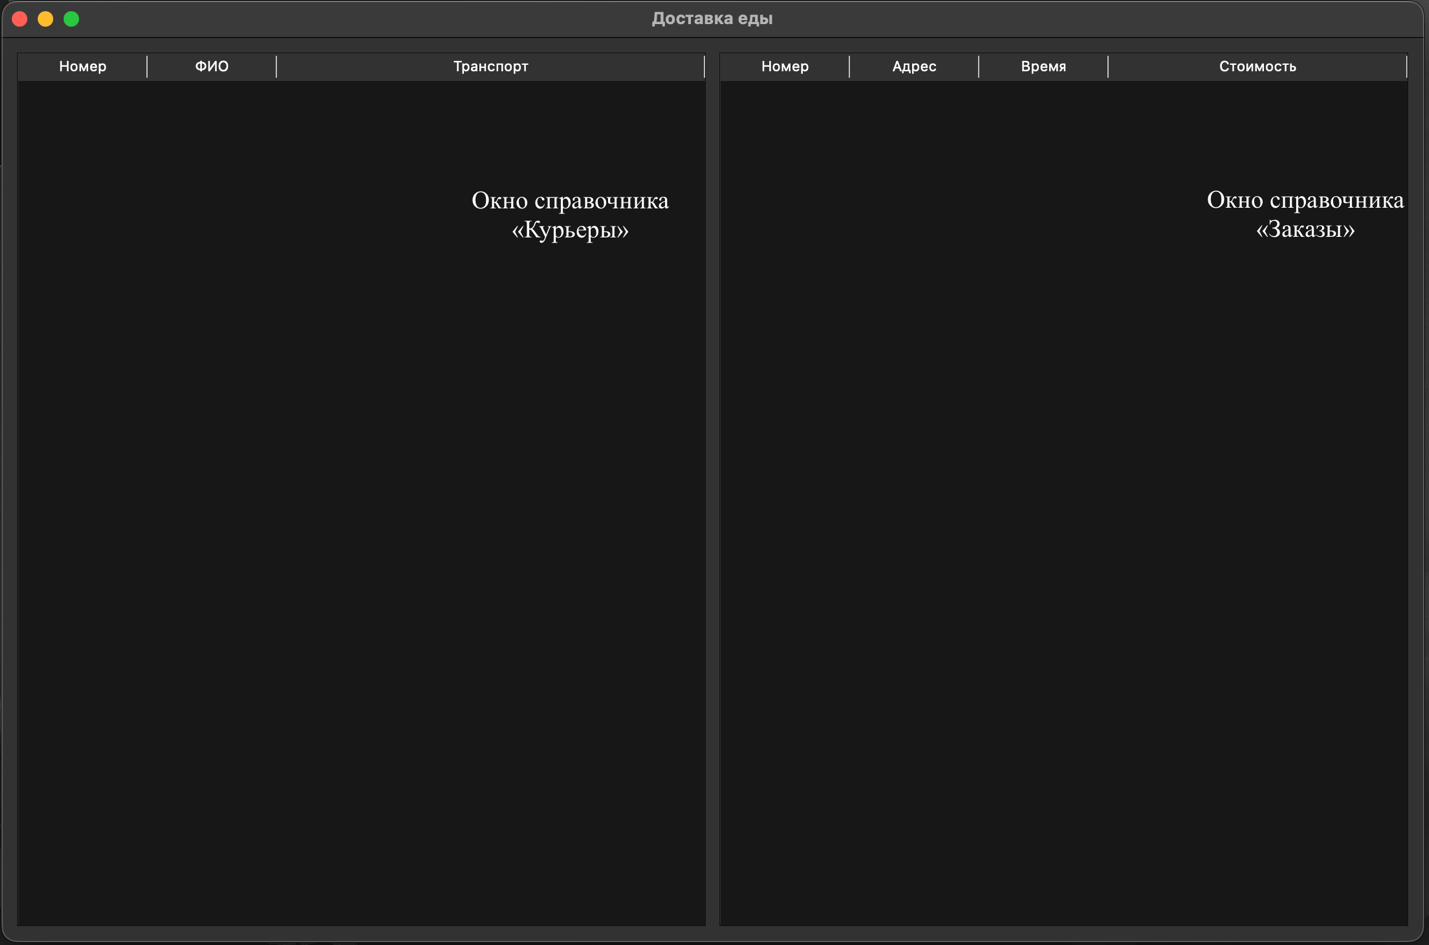 Доставка еды
Номер ФИО Транспорт
Номер Адрес Время Стоимость
Окно справочника
«Курьеры»
Окно справочника
«Заказы»